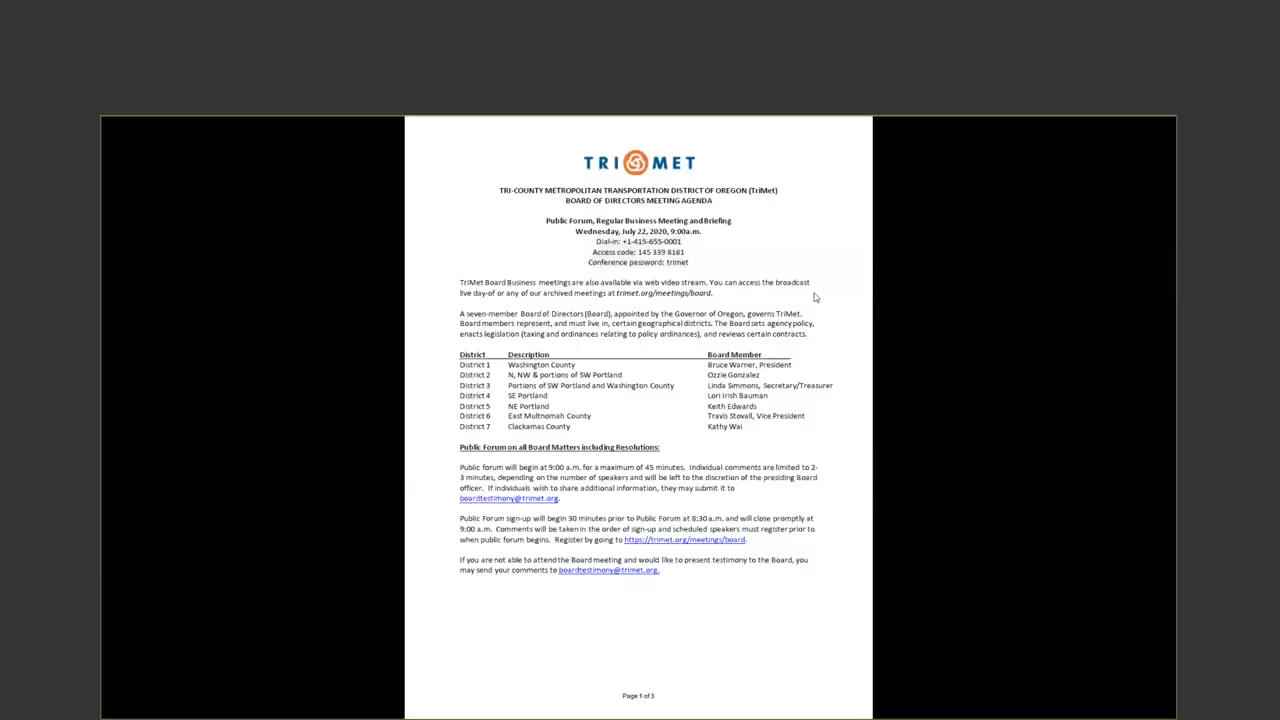 TRI MET
TRI-COUNTY METROPOLITAN TRANSPORTATION DISTRICT OF OREGON (TriMet)
BOARD OF DIRECTORS MEETING AGENDA
Public Forum, Regular Business Meeting and Briefing
Wednesday, July 22, 2020, 9:00a.m.
Dial-in: +1-415-655-0001
Access code: 145 339 8181
Conference password: trimet
TriMet Board Business meetings are also available via web video stream. You can access the broadcast
live day-of or any of our archived meetings at trimet.org/meetings/board.
A seven-member Board of Directors (Board), appointed by the Governor of Oregon, governs TriMet.
Board members represent, and must live in, certain geographical districts. The Board sets agency policy,
enacts legislation (taxing and ordinances relating to policy ordinances), and reviews certain contracts.
District Description Board Member
District 1 Washington County Bruce Warner, President
District 2 N, NW & portions of SW Portland Ozzie Gonzalez
District 3 Portions of SW Portland and Washington County Linda Simmons, Secretary/Treasurer
District 4 SE Portland Lori Irish Bauman
District 5 NE Portland Keith Edwards
District 6 East Multnomah County Travis Stovall, Vice President
District 7 Clackamas County Kathy Wai
Public Forum on all Board Matters including Resolutions:
Public forum will begin at 9:00 a.m. for a maximum of 45 minutes. Individual comments are limited to 2-
3 minutes, depending on the number of speakers and will be left to the discretion of the presiding Board
officer. If individuals wish to share additional information, they may submit it to
boardtestimony@trimet.org.
Public Forum sign-up will begin 30 minutes prior to Public Forum at 8:30 a.m. and will close promptly at
9:00 a.m. Comments will be taken in the order of sign-up and scheduled speakers must register prior to
when public forum begins. Register by going to https://trimet.org/meetings/board.
If you are not able to attend the Board meeting and would like to present testimony to the Board, you
may send your comments to boardtestimony@trimet.org.
Page 1 of 3